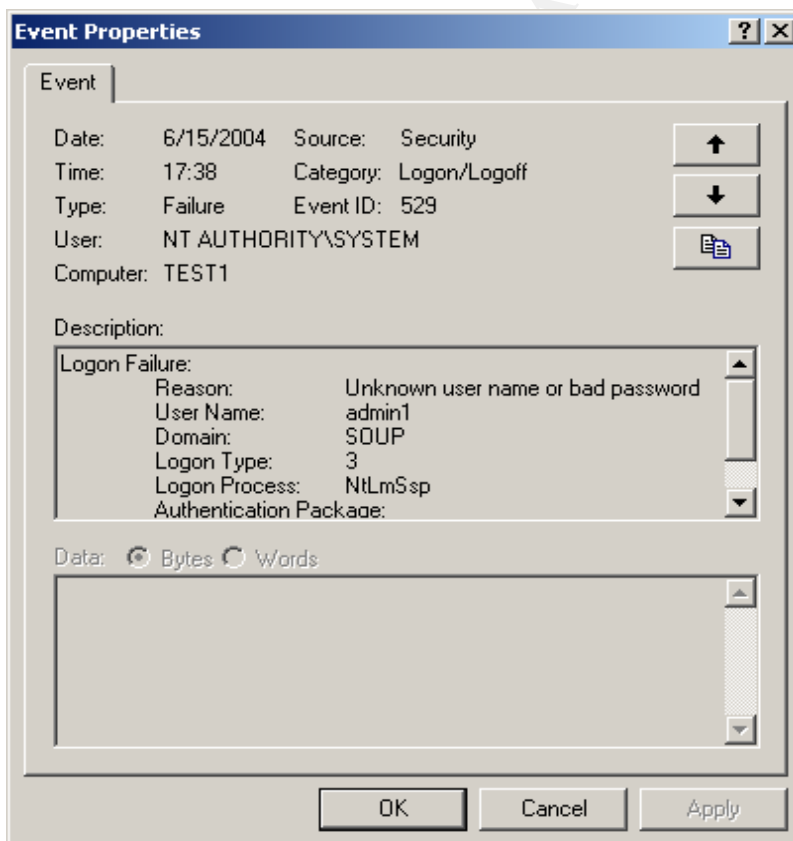 Event Properties
Event
Date: 6/15/2004 Source: Security
Time: 17:38 Category: Logon/Logoff
Type: Failure Event ID: 529
User: NT AUTHORITY\SYSTEM
Computer: TEST1
Description:
Logon Failure:
Reason: Unknown user name or bad password
User Name: admin1
Domain: SOUP
Logon Type: 3
Logon Process: NtLmSsp
Authentication Package:
Data: Bytes Words
OK Cancel Apply